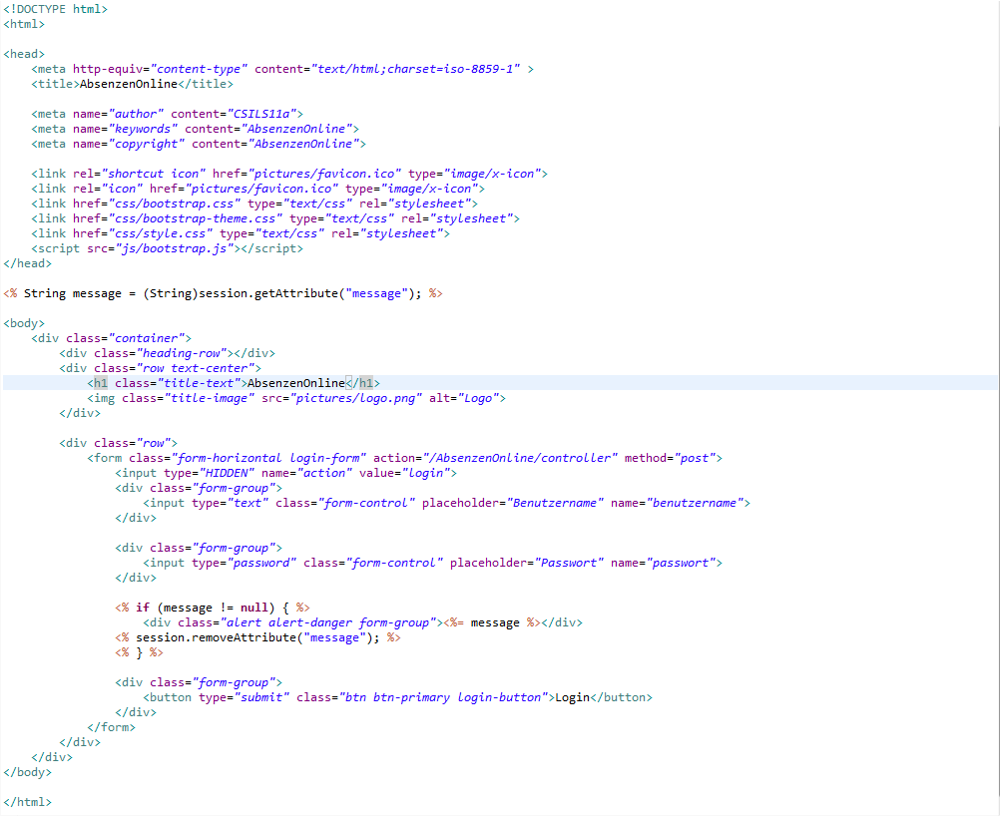 <!DOCTYPE html>
<html>
<head>
<meta http-equiv="content-type" content="text/html;charset=iso-8859-1" >
<title>AbsenzenOnline</title>
<meta name="author" content="CSILS11a">
<meta name="keywords" content="AbsenzenOnline">
<meta name="copyright" content="AbsenzenOnline">
<link rel="shortcut icon" href="pictures/favicon.ico" type="image/x-icon">
<link rel="icon" href="pictures/favicon.ico" type="image/x-icon">
<link href="css/bootstrap.css" type="text/css" rel="stylesheet">
<link href="css/bootstrap-theme.css" type="text/css" rel="stylesheet">
<link href="css/style.css" type="text/css" rel="stylesheet">
<script src="js/bootstrap.js"></script>
</head>
<% String message = (String)session.getAttribute("message"); %>
<body>
<div class="container">
<div class="heading-row"></div>
<div class="row text-center">
<h1 class="title-text">AbsenzenOnline</h1>
<img class="title-image" src="pictures/logo.png" alt="Logo">
</div>
<div class="row">
<form class="form-horizontal login-form" action="/AbsenzenOnline/controller" method="post">
<input type="HIDDEN" name="action" value="login">
<div class="form-group">
<input type="text" class="form-control" placeholder="Benutzername" name="benutzername">
</div>
<div class="form-group">
<input type="password" class="form-control" placeholder="Passwort" name="passwort">
</div>
<% if (message != null) { %>
<div class="alert alert-danger form-group"><%= message %></div>
<% session.removeAttribute("message"); %>
<% } %>
<div class="form-group">
<button type="submit" class="btn btn-primary login-button">Login</button>
</div>
</form>
</div>
</div>
</body>
</html>